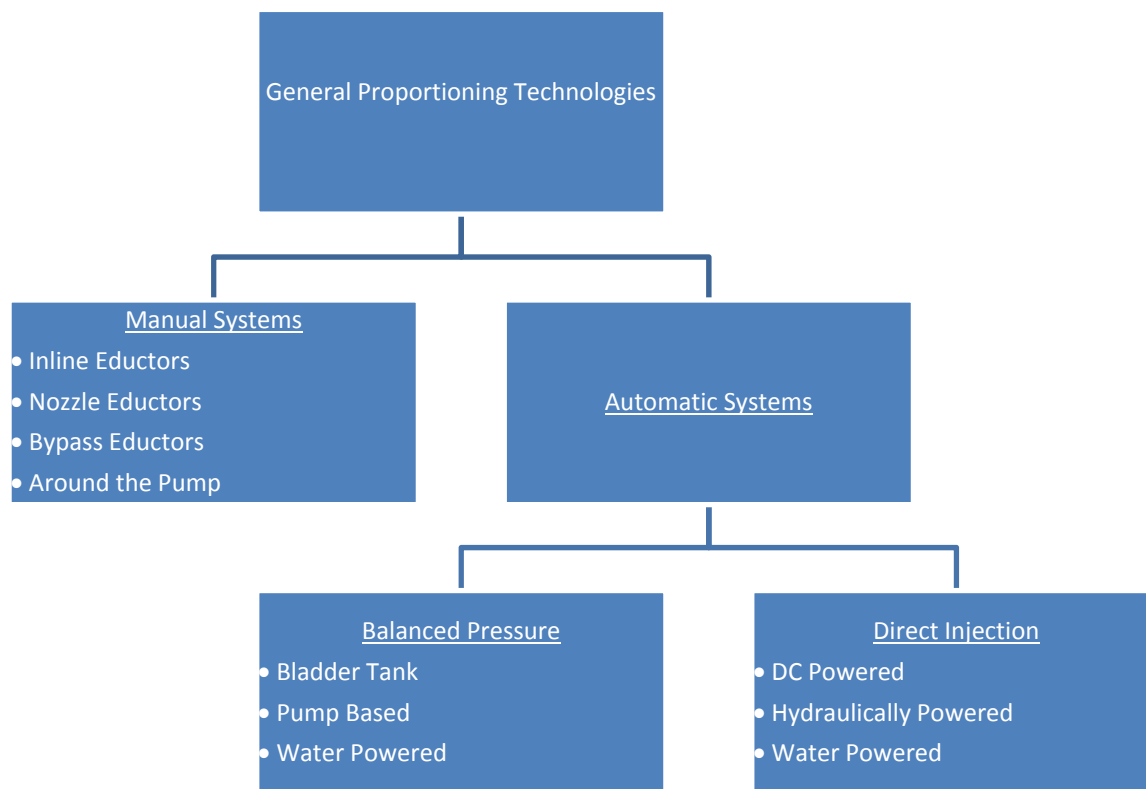 General Proportioning Technologies
Manual Systems
• Inline Eductors
• Nozzle Eductors
• Bypass Eductors
• Around the Pump
Automatic Systems
Balanced Pressure
• Bladder Tank
• Pump Based
• Water Powered
Direct Injection
• DC Powered
• Hydraulically Powered
• Water Powered